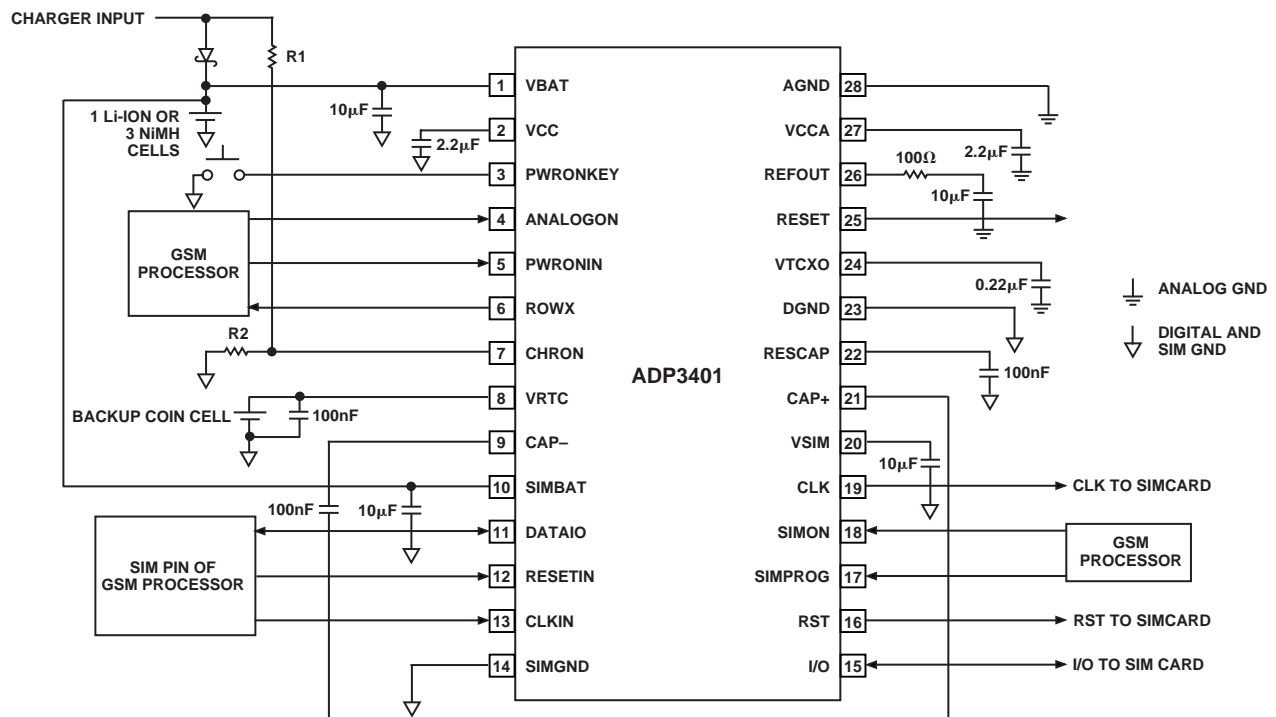 CHARGER INPUT
R1
1 Li-ION OR
3 NiMH
CELLS
10µF
2.2µF
GSM
PROCESSOR
R2
BACKUP COIN CELL
100nF
100nF
10µF
SIM PIN OF
GSM PROCESSOR
1 VBAT
2 VCC
3 PWRONKEY
4 ANALOGON
5 PWRONIN
6 ROWX
7 CHRON
8 VRTC
9 CAP–
10 SIMBAT
11 DATAIO
12 RESETIN
13 CLKIN
14 SIMGND
ADP3401
AGND 28
VCCA 27
REFOUT 26
RESET 25
VTCXO 24
DGND 23
RESCAP 22
CAP+ 21
VSIM 20
CLK 19
SIMON 18
SIMPROG 17
RST 16
I/O 15
2.2µF
100Ω
10µF
0.22µF
100nF
10µF
CLK TO SIMCARD
GSM
PROCESSOR
RST TO SIMCARD
I/O TO SIM CARD
ANALOG GND
DIGITAL AND
SIM GND